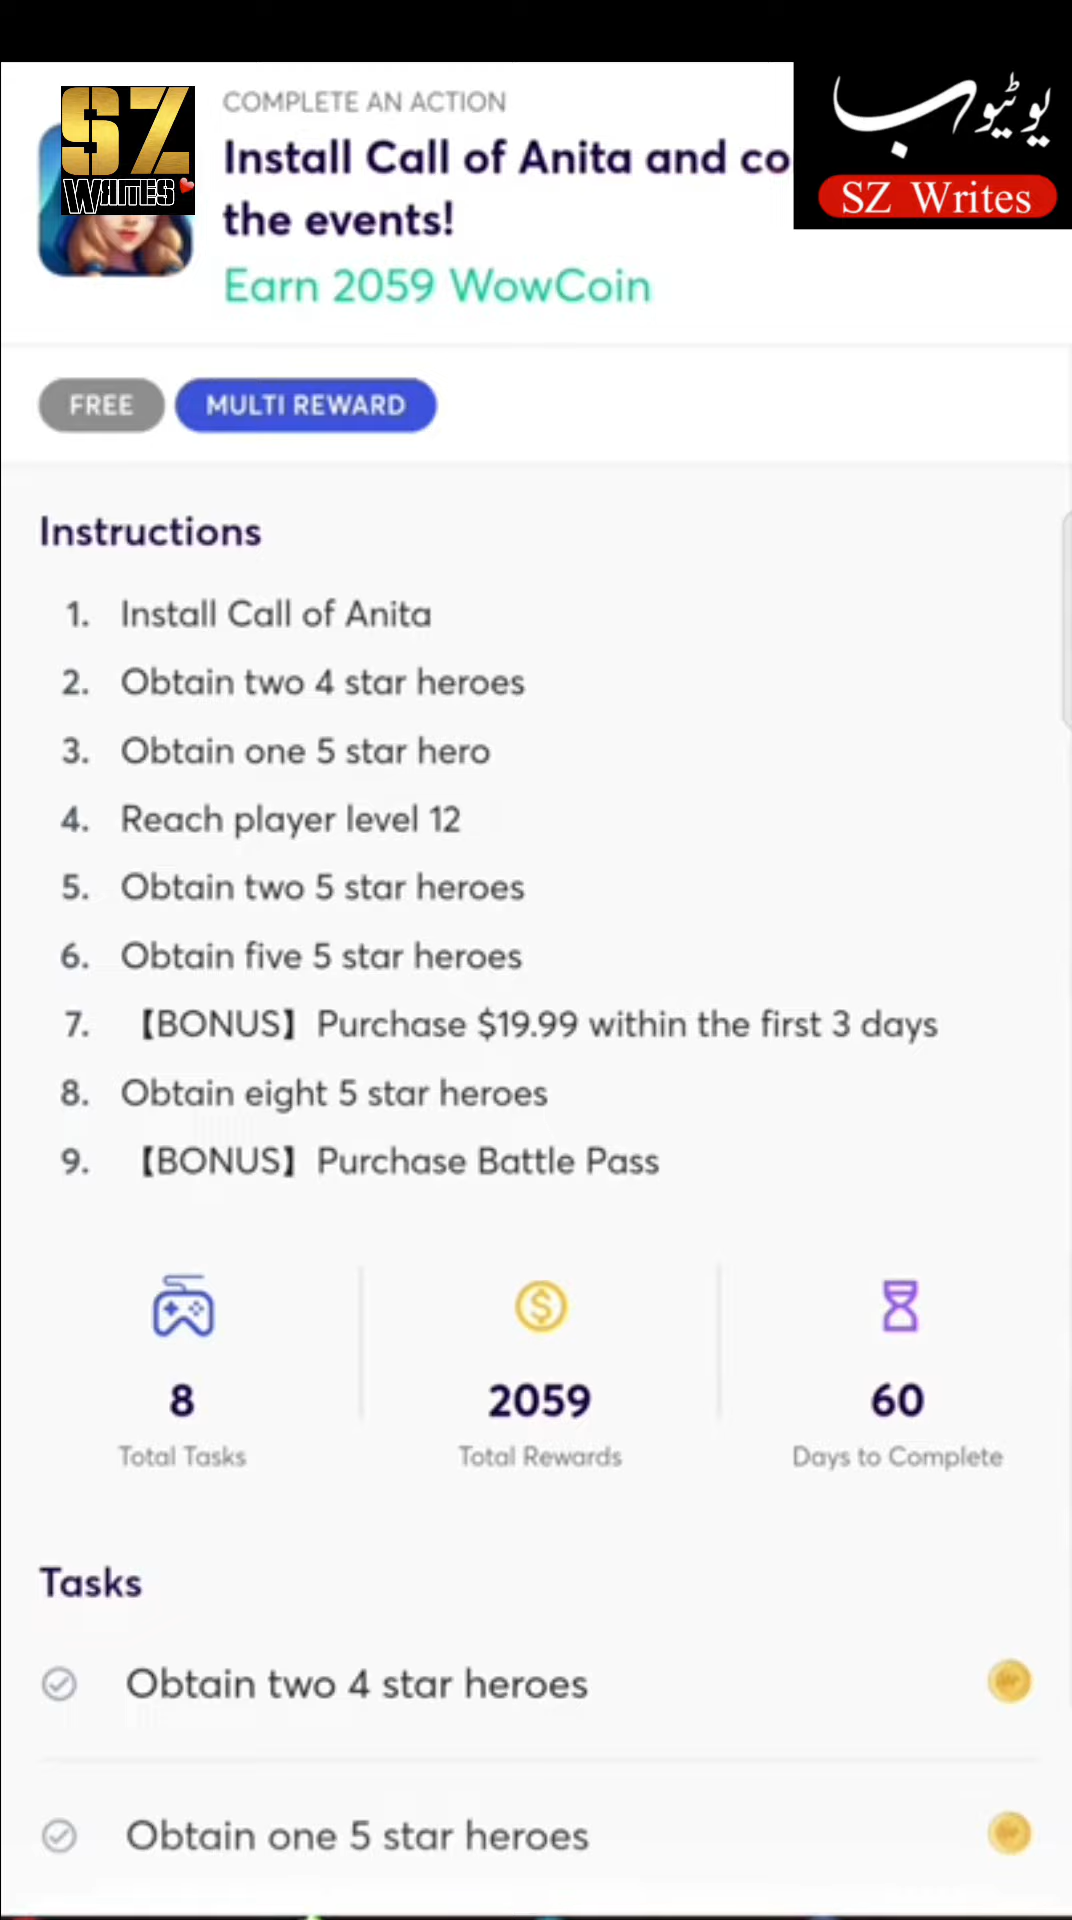 SZ
WRITES
COMPLETE AN ACTION
Install Call of Anita and co
the events!
Earn 2059 WowCoin
یوٹیوب
SZ Writes
FREE
MULTI REWARD
Instructions
1. Install Call of Anita
2. Obtain two 4 star heroes
3. Obtain one 5 star hero
4. Reach player level 12
5. Obtain two 5 star heroes
6. Obtain five 5 star heroes
7. 【BONUS】Purchase $19.99 within the first 3 days
8. Obtain eight 5 star heroes
9. 【BONUS】Purchase Battle Pass
8 2059 60
Total Tasks Total Rewards Days to Complete
Tasks
Obtain two 4 star heroes
Obtain one 5 star heroes